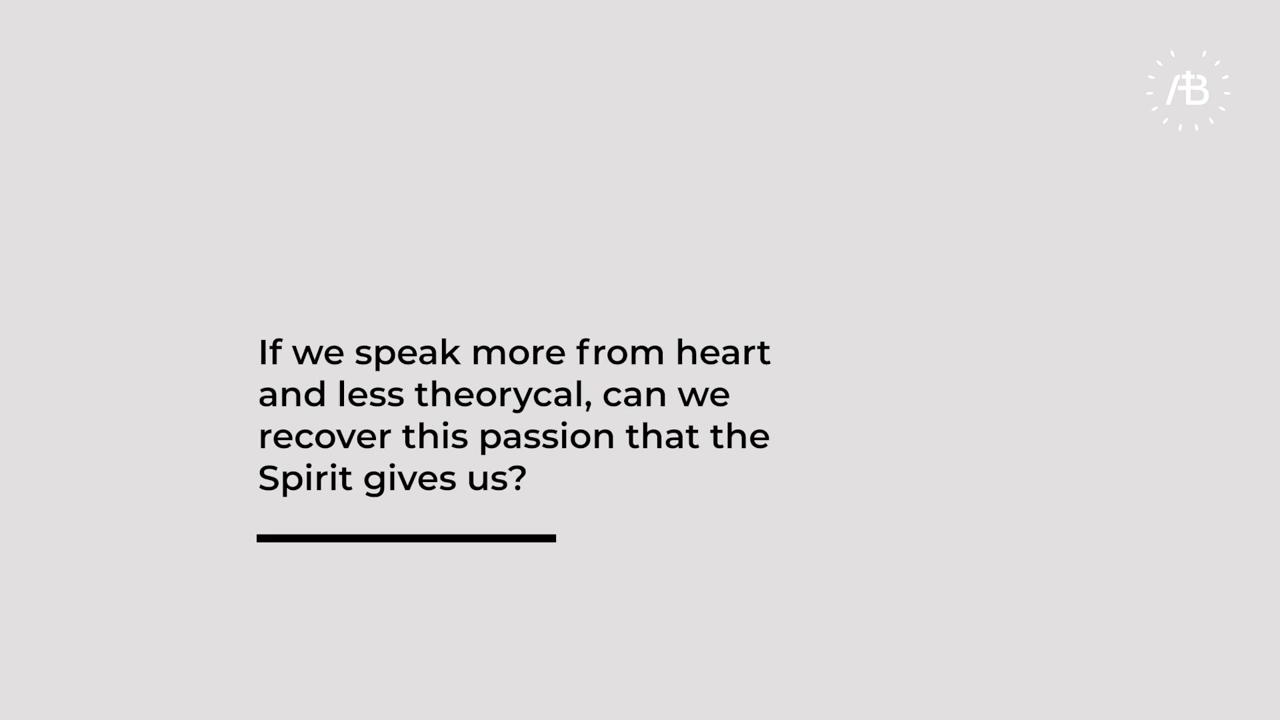 AB
If we speak more from heart
and less theorycal, can we
recover this passion that the
Spirit gives us?